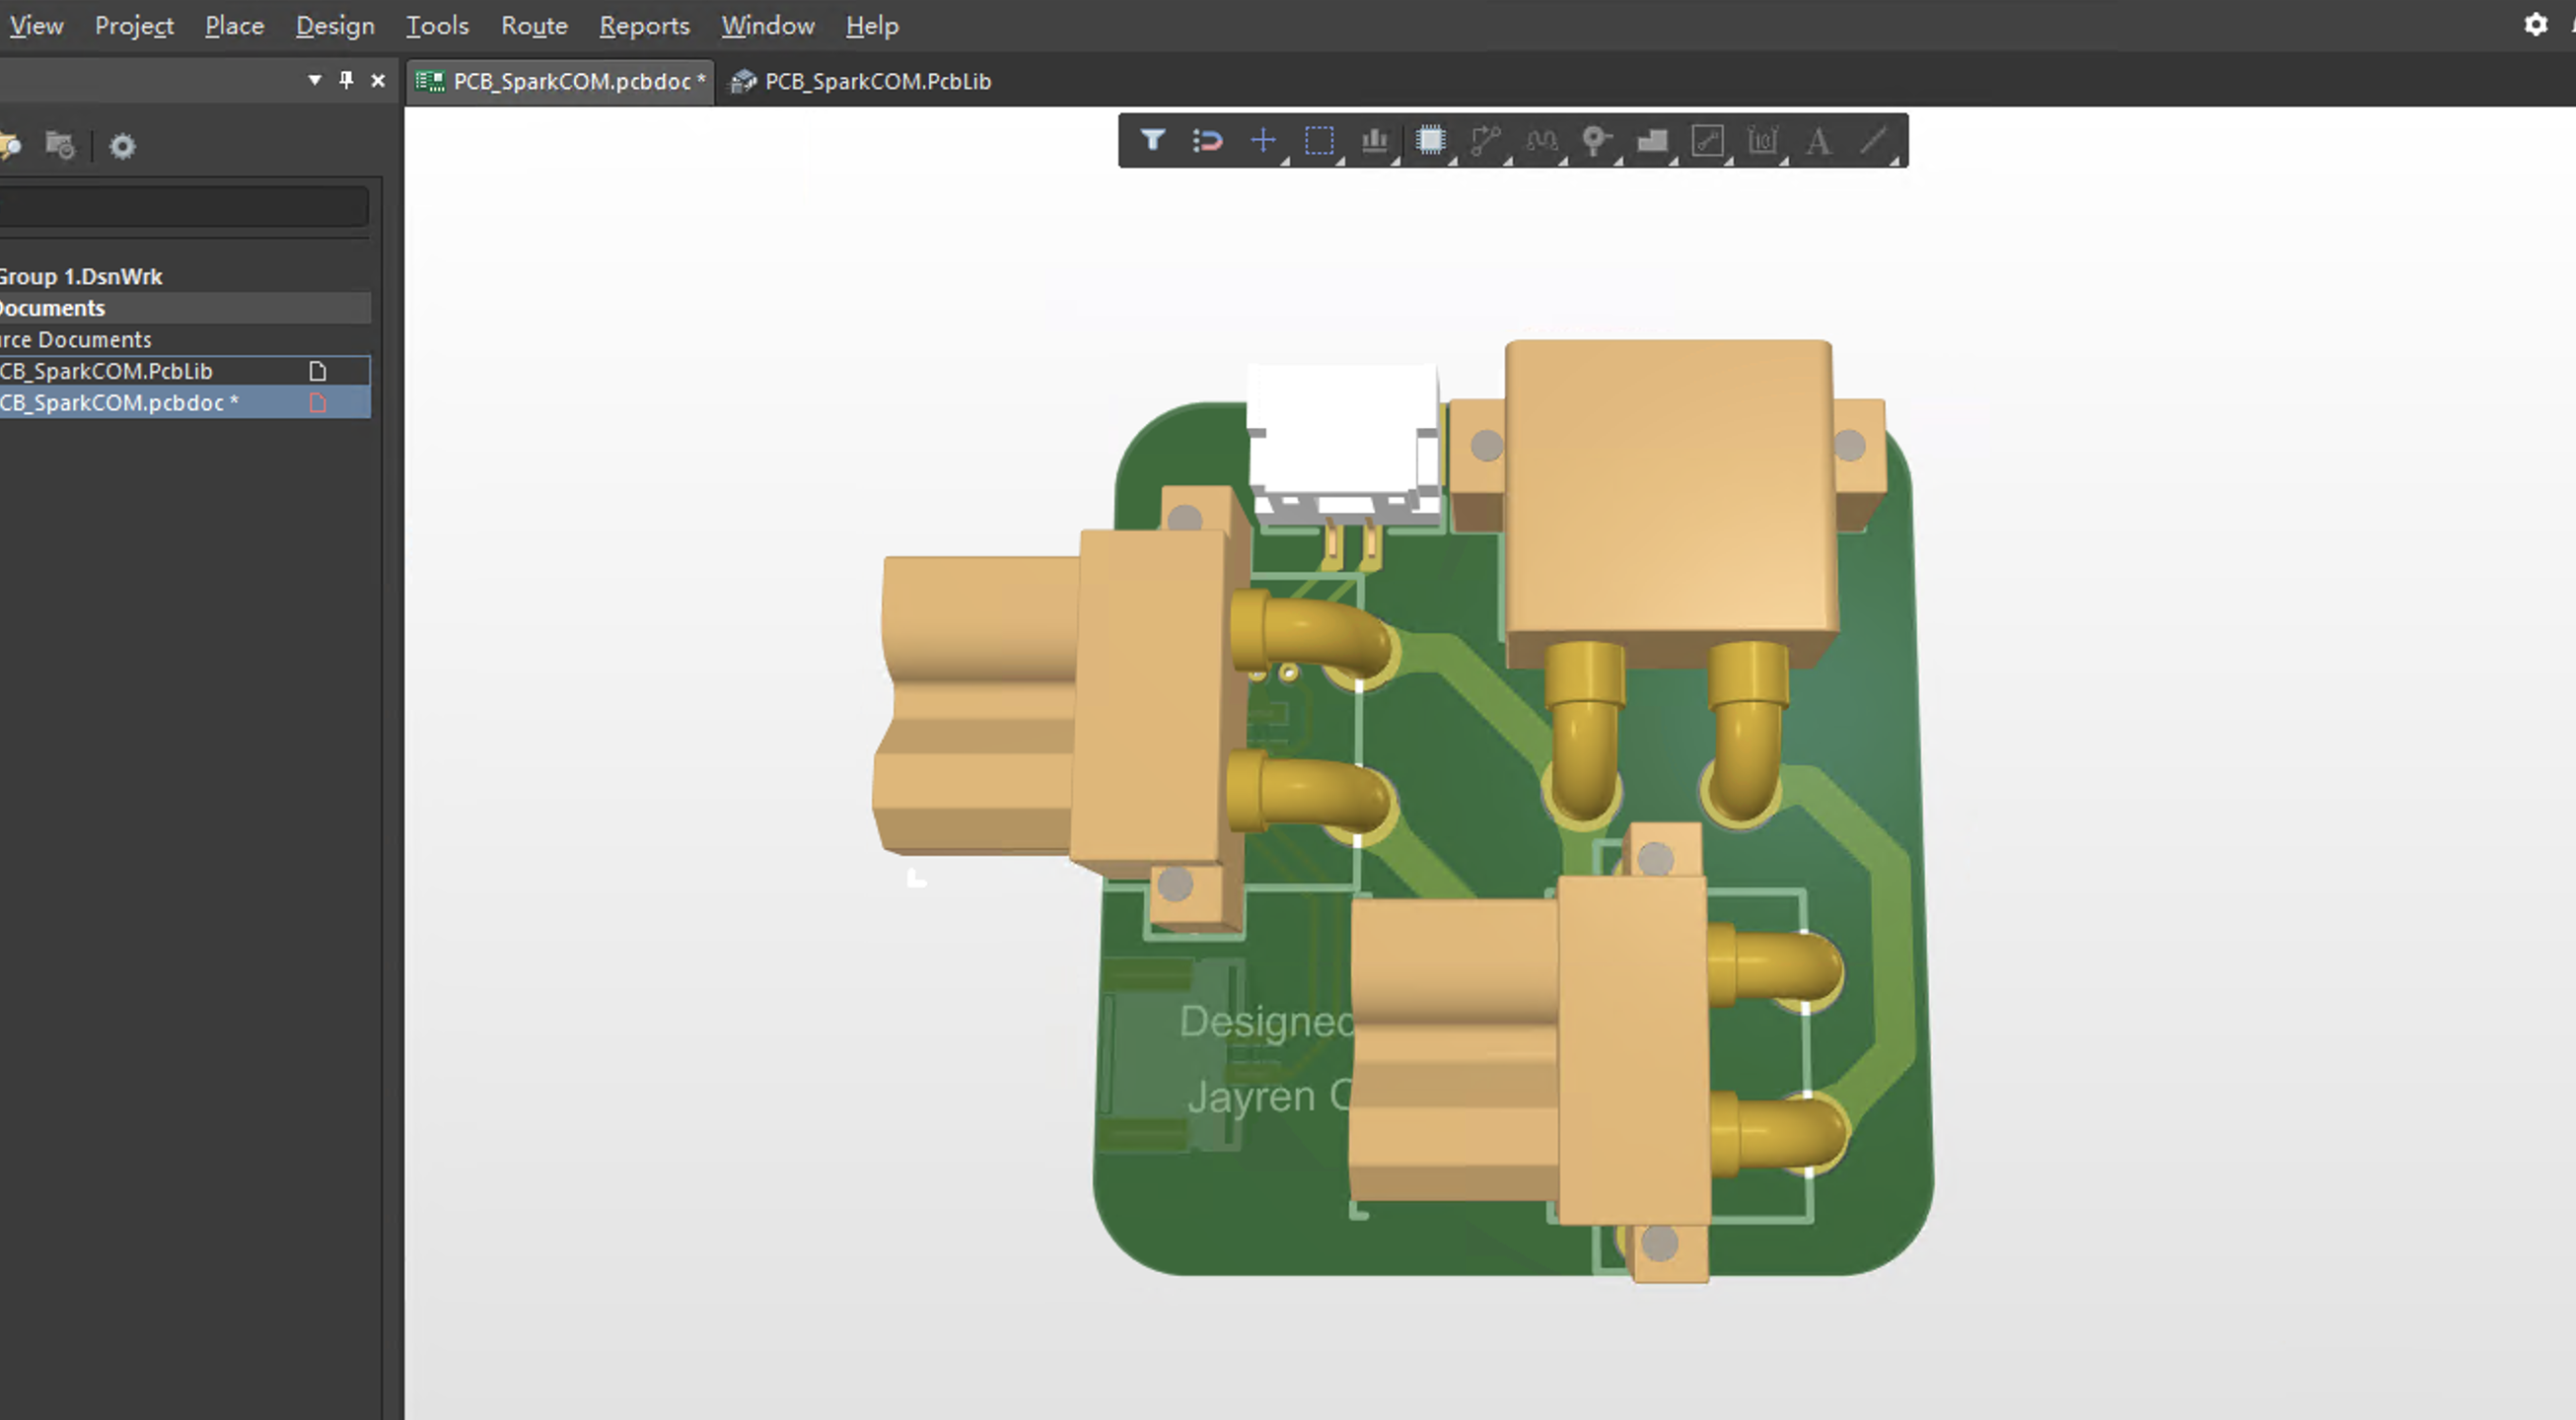 View Project Place Design Tools Route Reports Window Help
PCB_SparkCOM.pcbdoc * PCB_SparkCOM.PcbLib
Group 1.DsnWrk
Documents
rce Documents
CB_SparkCOM.PcbLib
CB_SparkCOM.pcbdoc *
Designed
Jayren C